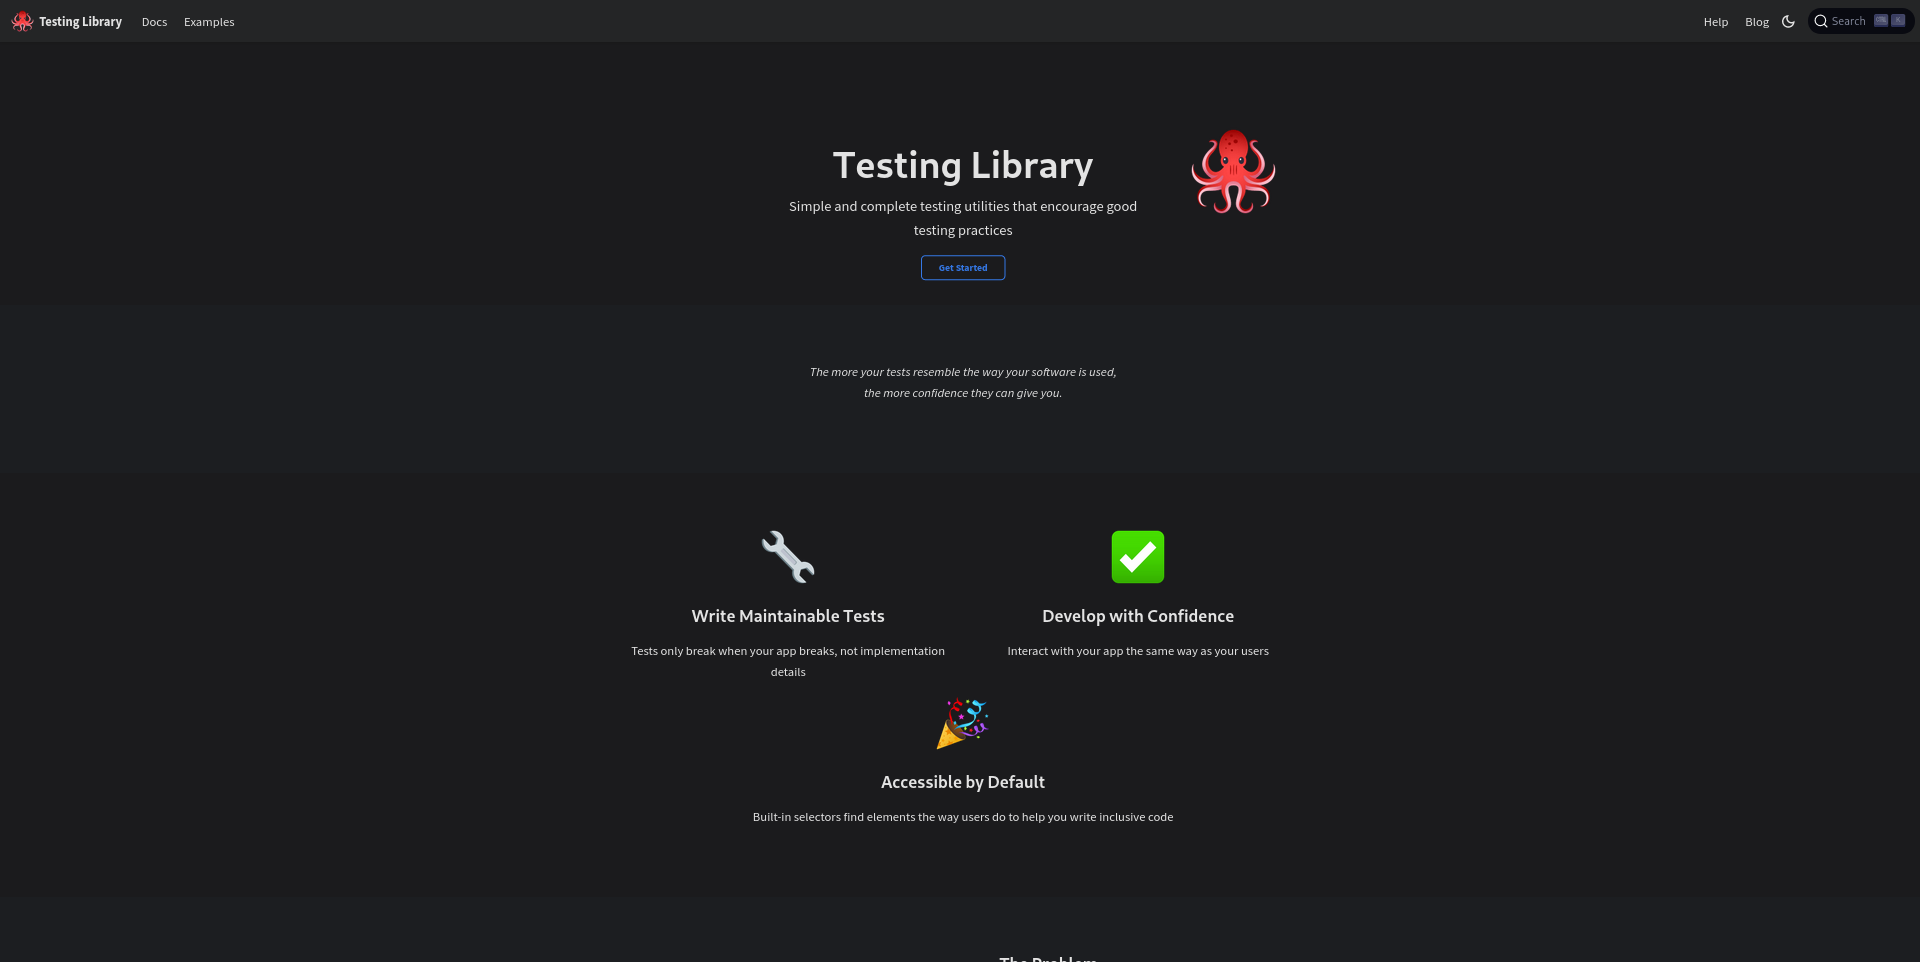 Testing Library
Docs
Examples
Help
Blog
Search
Testing Library
Simple and complete testing utilities that encourage good
testing practices
Get Started
The more your tests resemble the way your software is used,
the more confidence they can give you.
Write Maintainable Tests
Develop with Confidence
Tests only break when your app breaks, not implementation
details
Interact with your app the same way as your users
Accessible by Default
Built-in selectors find elements the way users do to help you write inclusive code
The Problem